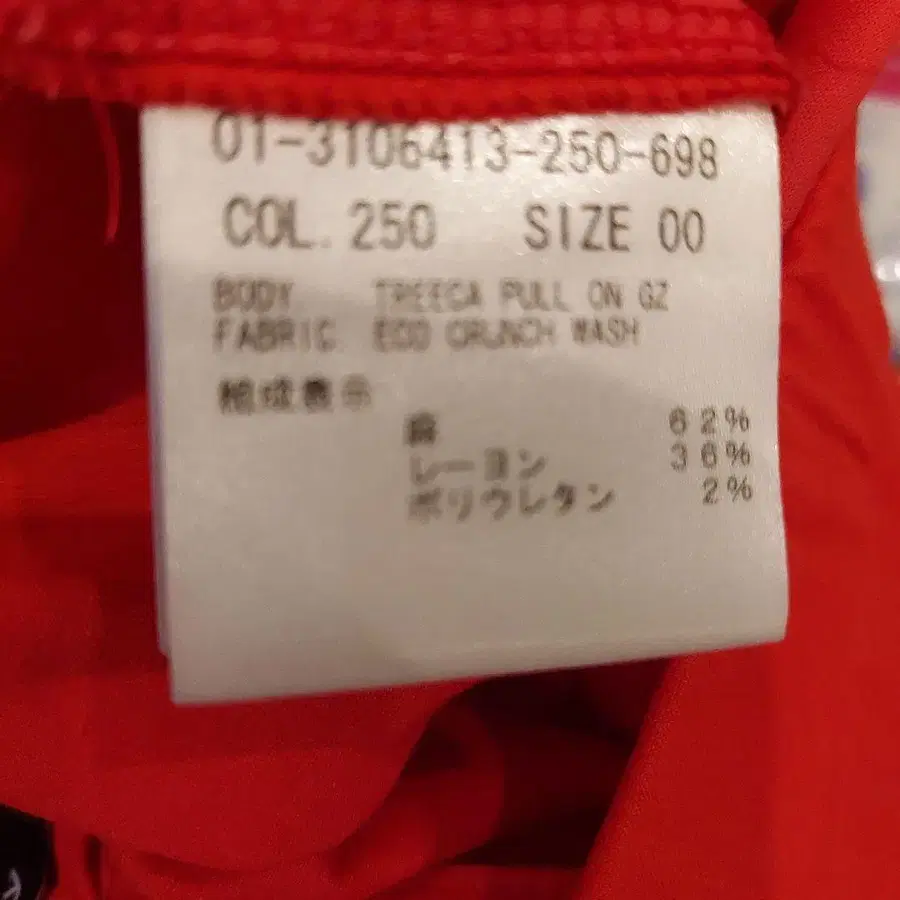 01-3106413-250-698
COL. 250 SIZE 00
BODY TREECA PULL ON GZ
FABRIC ECO CRUNCH WASH
組成表示
麻 62%
レーヨン 36%
ポリウレタン 2%